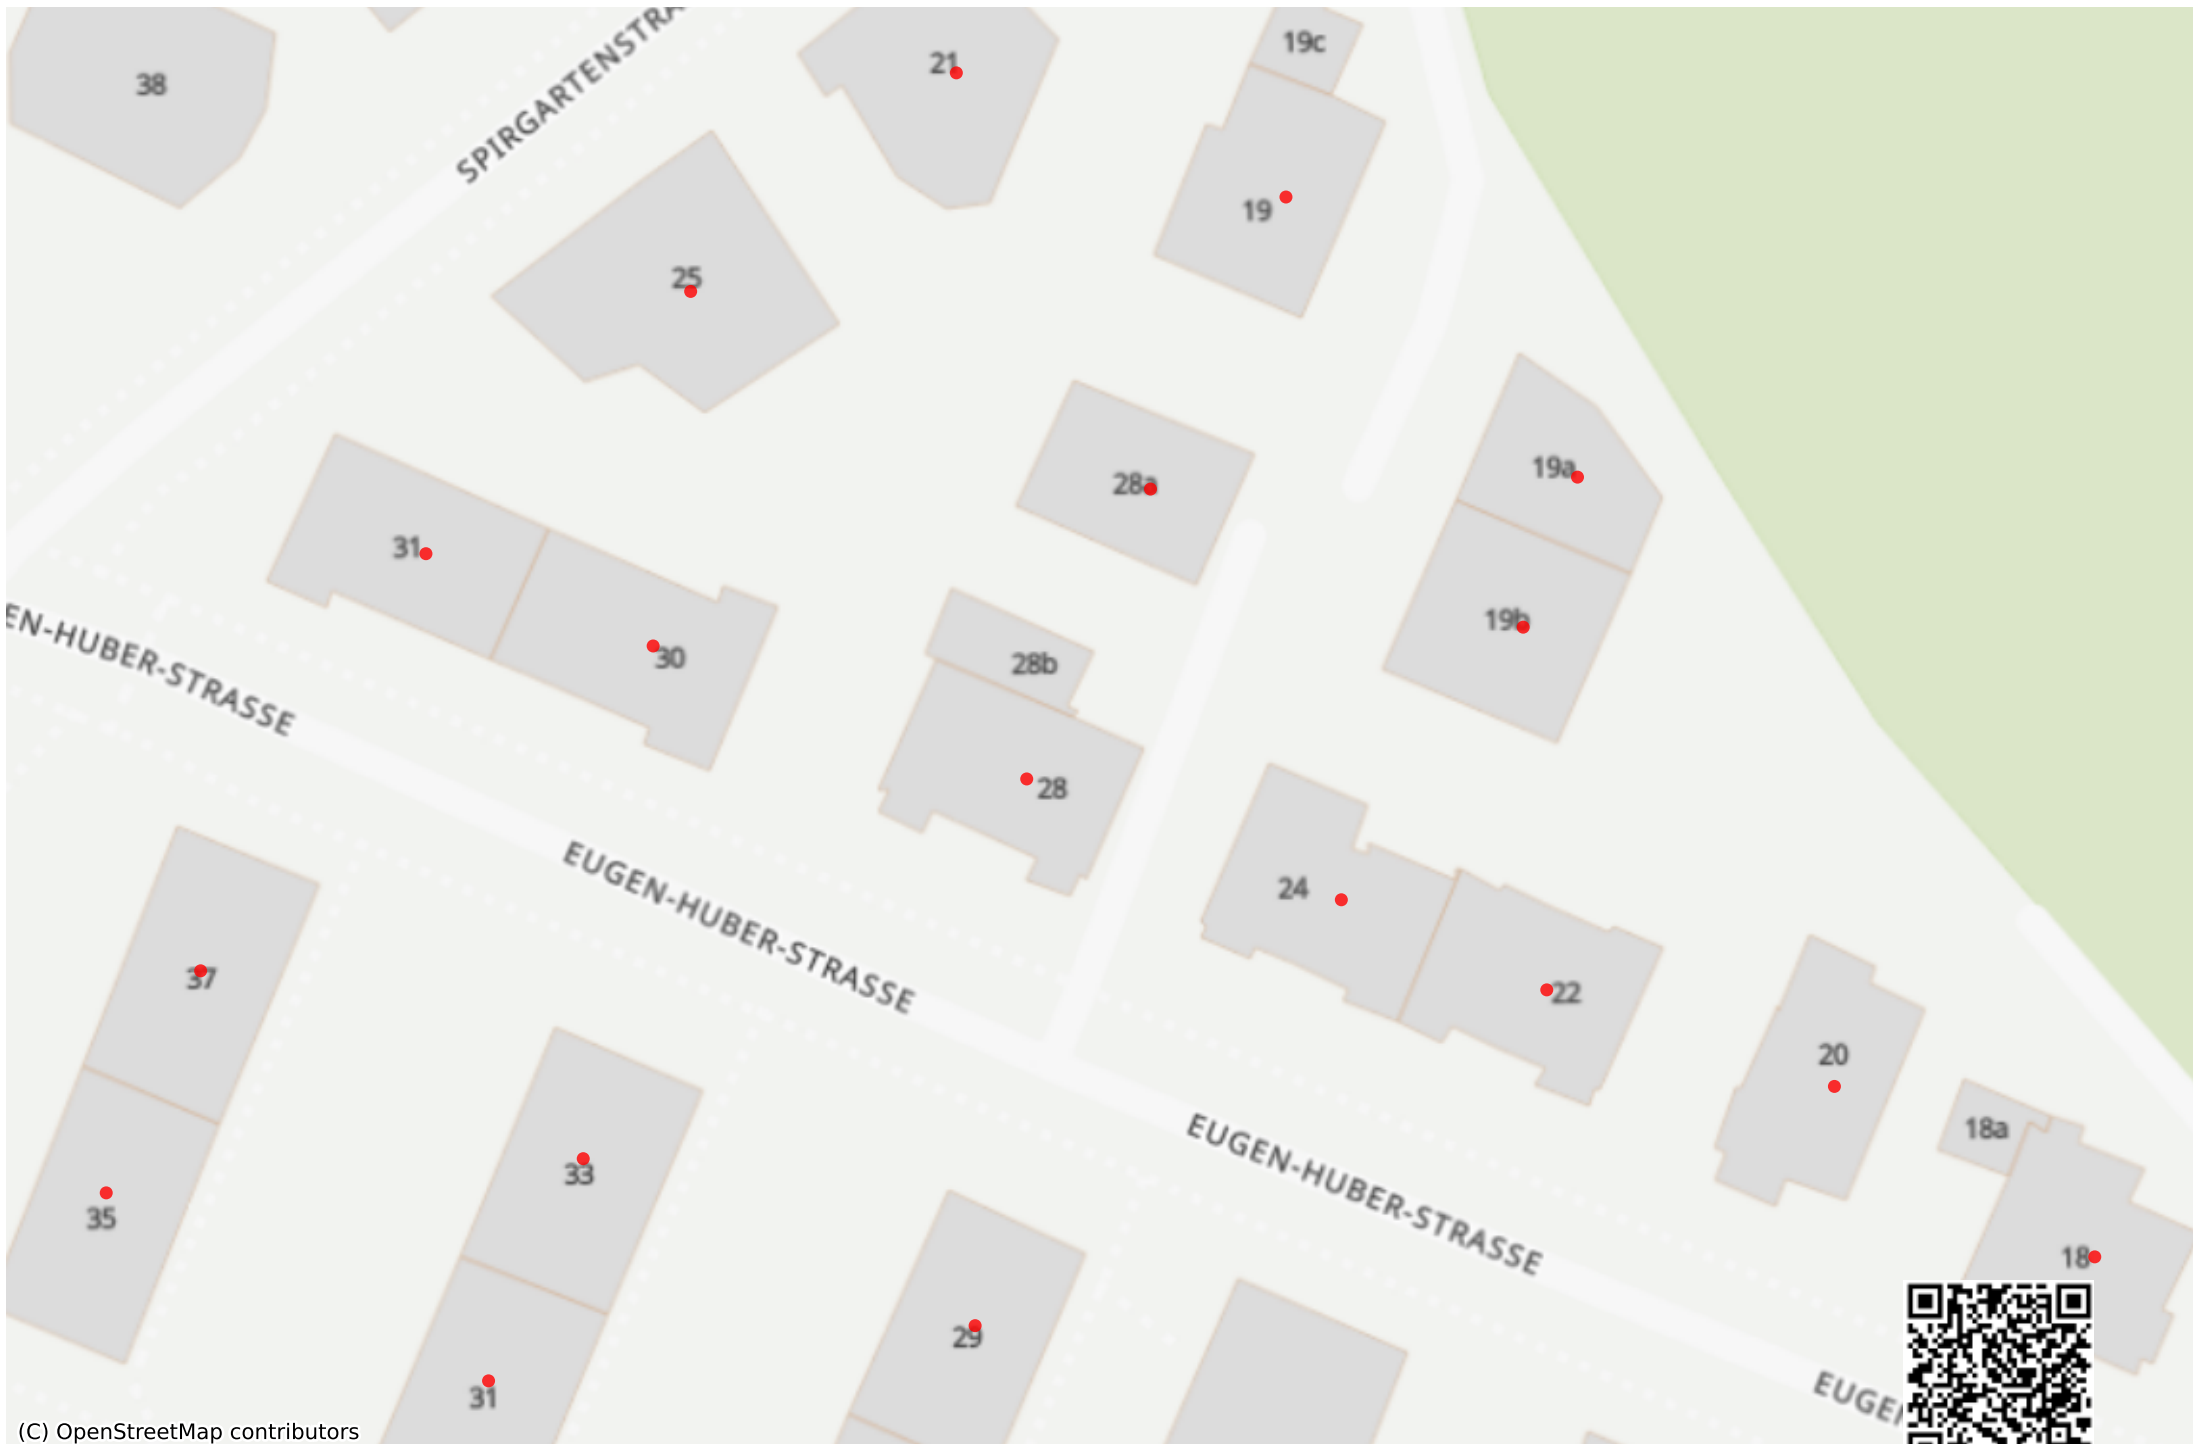 19c
38
21
SPIRGARTENSTRA
19
25
19a
28a
31
19b
30
28b
EN-HUBER-STRASSE
28
EUGEN-HUBER-STRASSE
24
22
37
20
18a
EUGEN-HUBER-STRASSE
33
35
18
29
31
EUGEN
(C) OpenStreetMap contributors